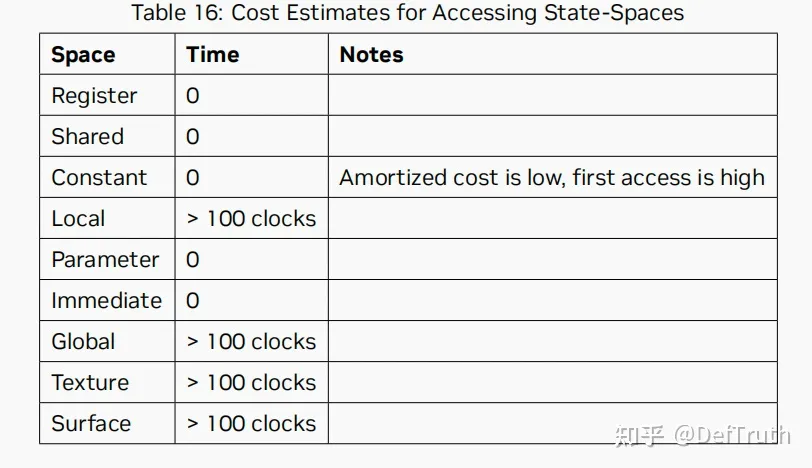 Table 16: Cost Estimates for Accessing State-Spaces
Space Time Notes
Register 0
Shared 0
Constant 0 Amortized cost is low, first access is high
Local > 100 clocks
Parameter 0
Immediate 0
Global > 100 clocks
Texture > 100 clocks
Surface > 100 clocks
知乎 @DefTruth